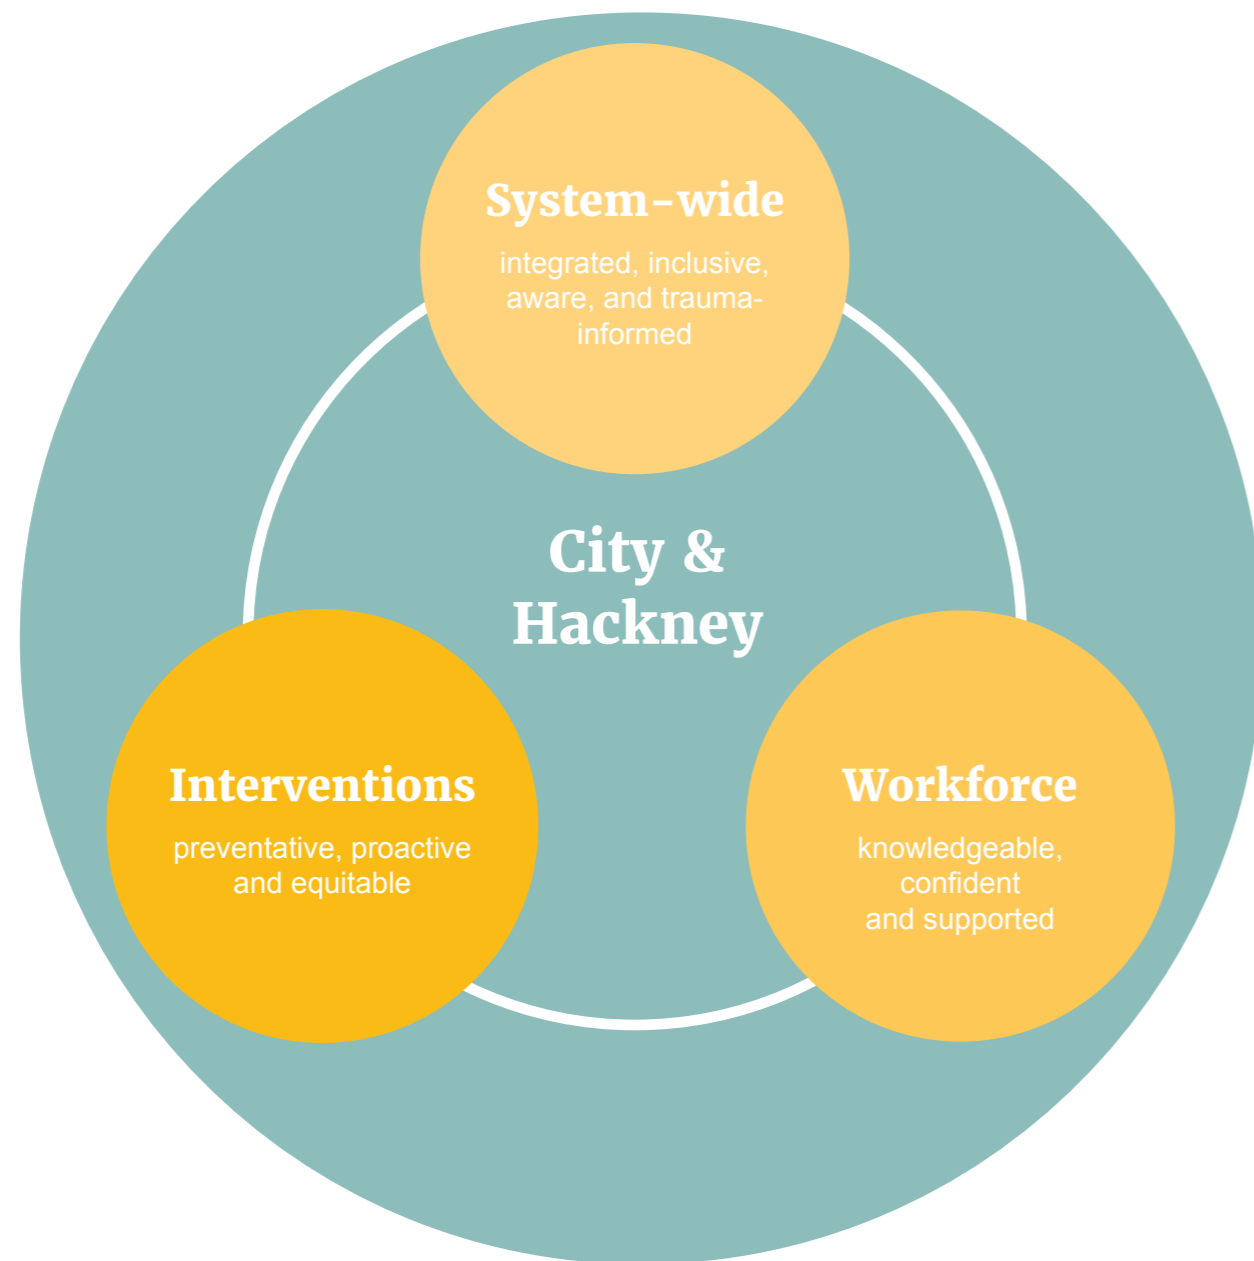 System-wide
integrated, inclusive,
aware, and trauma-
informed
City &
Hackney
Interventions
preventative, proactive
and equitable
Workforce
knowledgeable,
confident
and supported